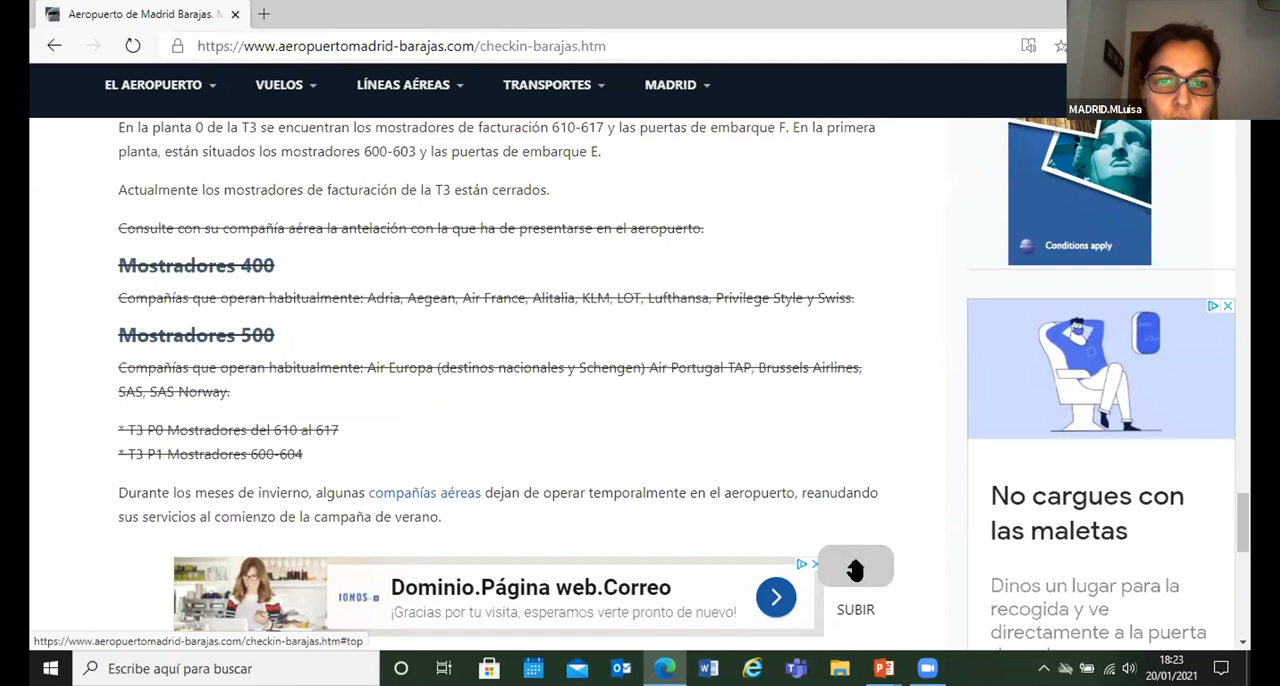 Aeropuerto de Madrid Barajas. M
https://www.aeropuertomadrid-barajas.com/checkin-barajas.htm
EL AEROPUERTO
VUELOS
LÍNEAS AÉREAS
TRANSPORTES
MADRID
MADRID.MLuisa
En la planta 0 de la T3 se encuentran los mostradores de facturación 610-617 y las puertas de embarque F. En la primera
planta, están situados los mostradores 600-603 y las puertas de embarque E.
Actualmente los mostradores de facturación de la T3 están cerrados.
Consulte con su compañía aérea la antelación con la que ha de presentarse en el aeropuerto.
Mostradores 400
Compañías que operan habitualmente: Adria, Aegean, Air France, Alitalia, KLM, LOT, Lufthansa, Privilege Style y Swiss.
Mostradores 500
Compañías que operan habitualmente: Air Europa (destinos nacionales y Schengen) Air Portugal TAP, Brussels Airlines,
SAS, SAS Norway.
* T3 P0 Mostradores del 610 al 617
* T3 P1 Mostradores 600-604
Durante los meses de invierno, algunas compañías aéreas dejan de operar temporalmente en el aeropuerto, reanudando
sus servicios al comienzo de la campaña de verano.
Conditions apply
No cargues con
las maletas
Dinos un lugar para la
recogida y ve
directamente a la puerta
IONOS
Dominio.Página web.Correo
¡Gracias por tu visita, esperamos verte pronto de nuevo!
SUBIR
https://www.aeropuertomadrid-barajas.com/checkin-barajas.htm#top
Escribe aquí para buscar
18:23
20/01/2021